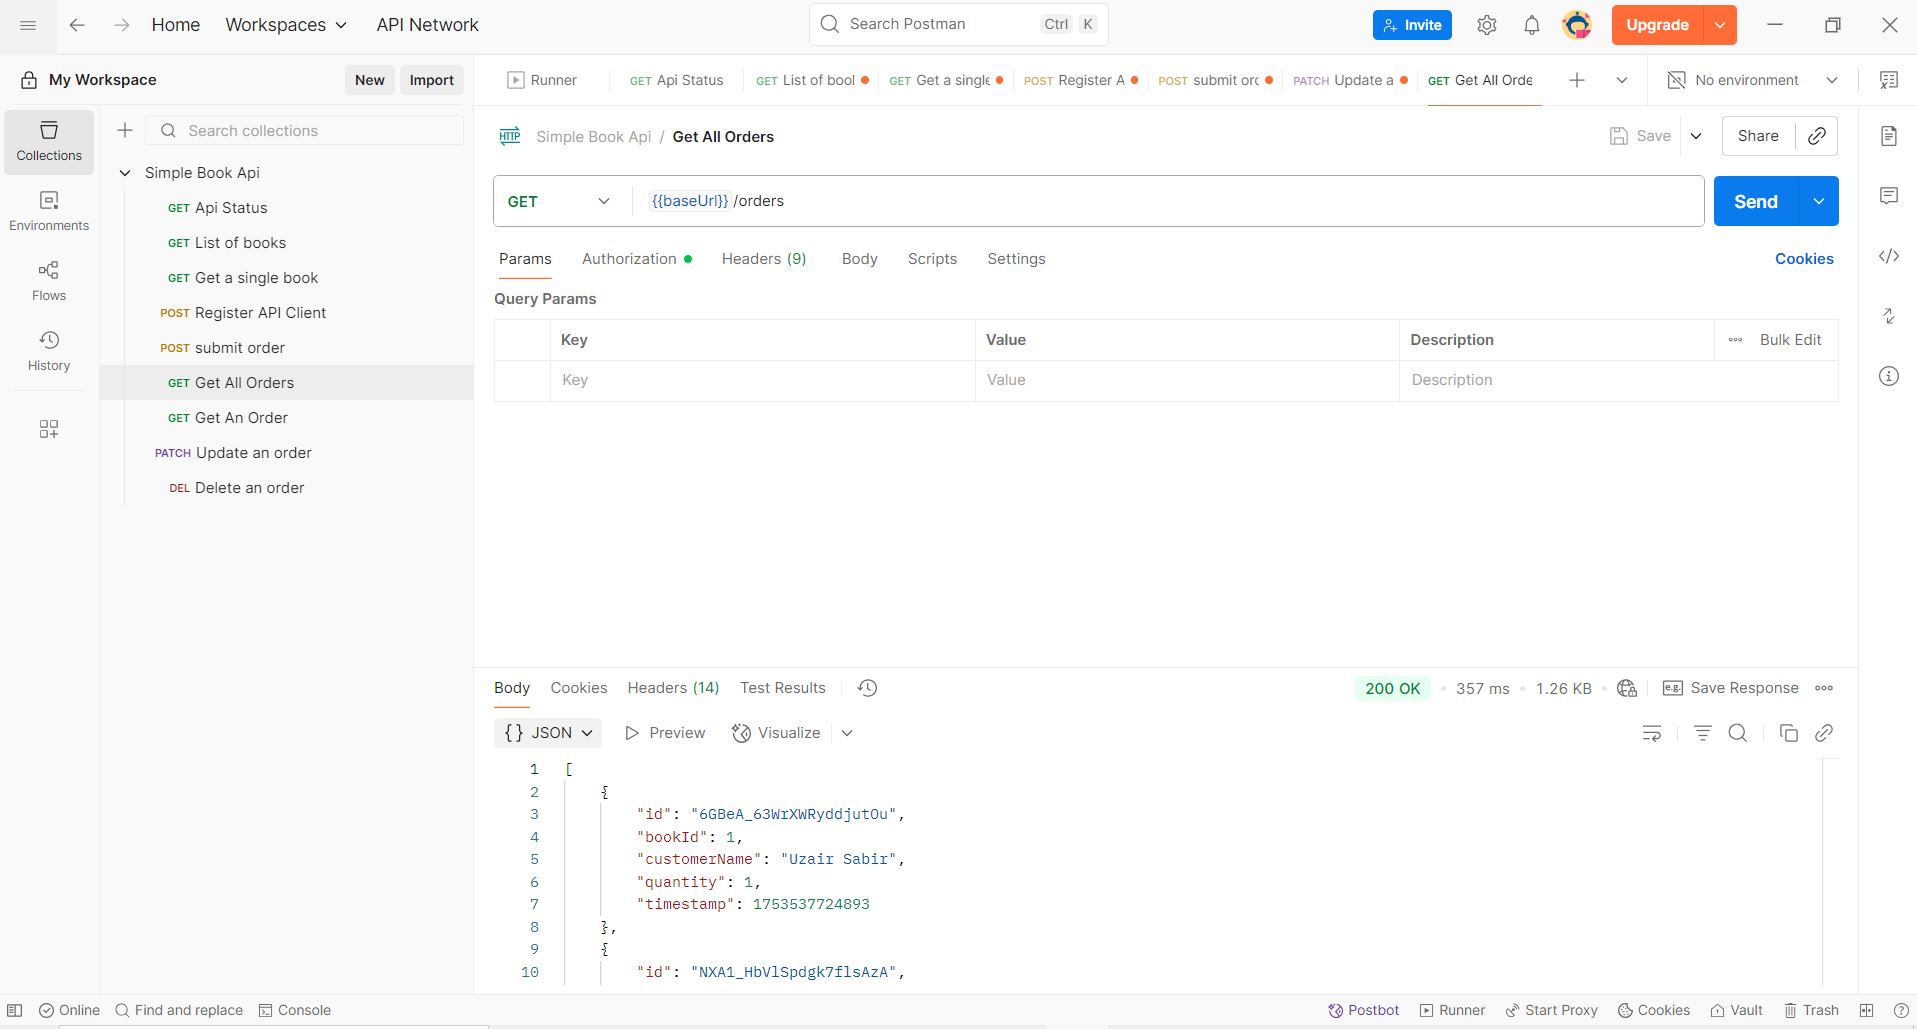 Home Workspaces API Network Search Postman Ctrl K Invite Upgrade
My Workspace New Import
Runner GET Api Status GET List of bool GET Get a single POST Register A POST submit orc PATCH Update a GET Get All Orde No environment
Collections
Environments
Flows
History
Search collections
Simple Book Api
GET Api Status
GET List of books
GET Get a single book
POST Register API Client
POST submit order
GET Get All Orders
GET Get An Order
PATCH Update an order
DEL Delete an order
HTTP Simple Book Api / Get All Orders Save Share
GET {{baseUrl}} /orders Send
Params Authorization Headers (9) Body Scripts Settings Cookies
Query Params
Key Value Description Bulk Edit
Key Value Description
Body Cookies Headers (14) Test Results 200 OK 357 ms 1.26 KB e.g. Save Response
{} JSON Preview Visualize
1 [
2 {
3 "id": "6GBeA_63WrXWRyddjutOu",
4 "bookId": 1,
5 "customerName": "Uzair Sabir",
6 "quantity": 1,
7 "timestamp": 1753537724893
8 },
9 {
10 "id": "NXA1_HbVlSpdgk7flsAzA",
Online Find and replace Console Postbot Runner Start Proxy Cookies Vault Trash